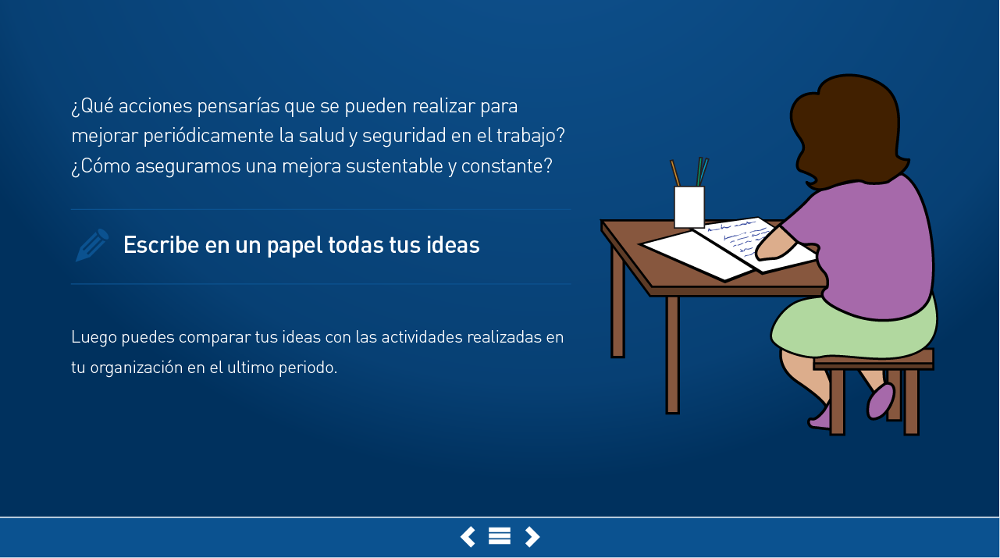 ¿Qué acciones pensarías que se pueden realizar para
mejorar periódicamente la salud y seguridad en el trabajo?
¿Cómo aseguramos una mejora sustentable y constante?
Escribe en un papel todas tus ideas
Luego puedes comparar tus ideas con las actividades realizadas en
tu organización en el ultimo periodo.